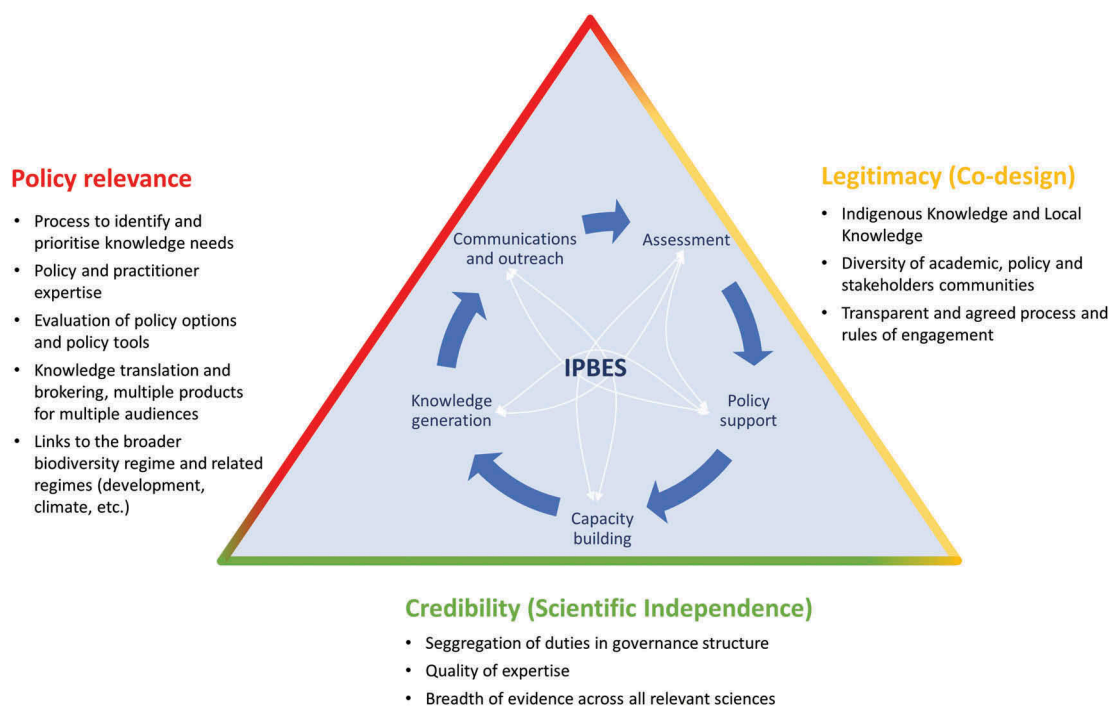 Policy relevance
• Process to identify and
prioritise knowledge needs
• Policy and practitioner
expertise
• Evaluation of policy options
and policy tools
• Knowledge translation and
brokering, multiple products
for multiple audiences
• Links to the broader
biodiversity regime and related
regimes (development,
climate, etc.)
Communications
and outreach
Assessment
IPBES
Knowledge
generation
Policy
support
Capacity
building
Legitimacy (Co-design)
• Indigenous Knowledge and Local
Knowledge
• Diversity of academic, policy and
stakeholders communities
• Transparent and agreed process and
rules of engagement
Credibility (Scientific Independence)
• Seggregation of duties in governance structure
• Quality of expertise
• Breadth of evidence across all relevant sciences